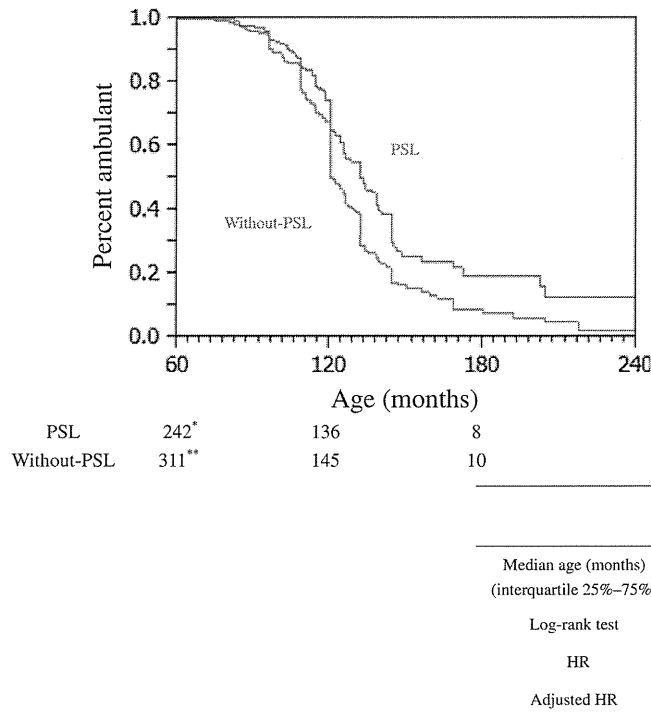 1.0
0.8
0.6
0.4
0.2
0.0
Percent ambulant
PSL
Without-PSL
60 120 180 240
Age (months)
PSL 242* 136 8
Without-PSL 311** 145 10
Median age (months)
(interquartile 25%–75%
Log-rank test
HR
Adjusted HR